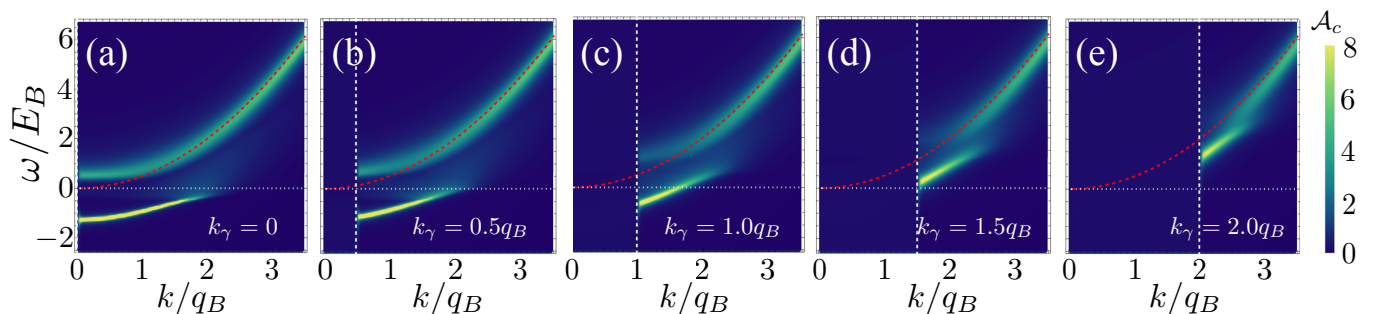 (a) (b) (c) (d) (e) 𝒜_c
ω/E_B
6 4 2 0 −2
k_γ = 0 k_γ = 0.5q_B k_γ = 1.0q_B k_γ = 1.5q_B k_γ = 2.0q_B
8 6 4 2 0
0 1 2 3 0 1 2 3 0 1 2 3 0 1 2 3 0 1 2 3
k/q_B k/q_B k/q_B k/q_B k/q_B